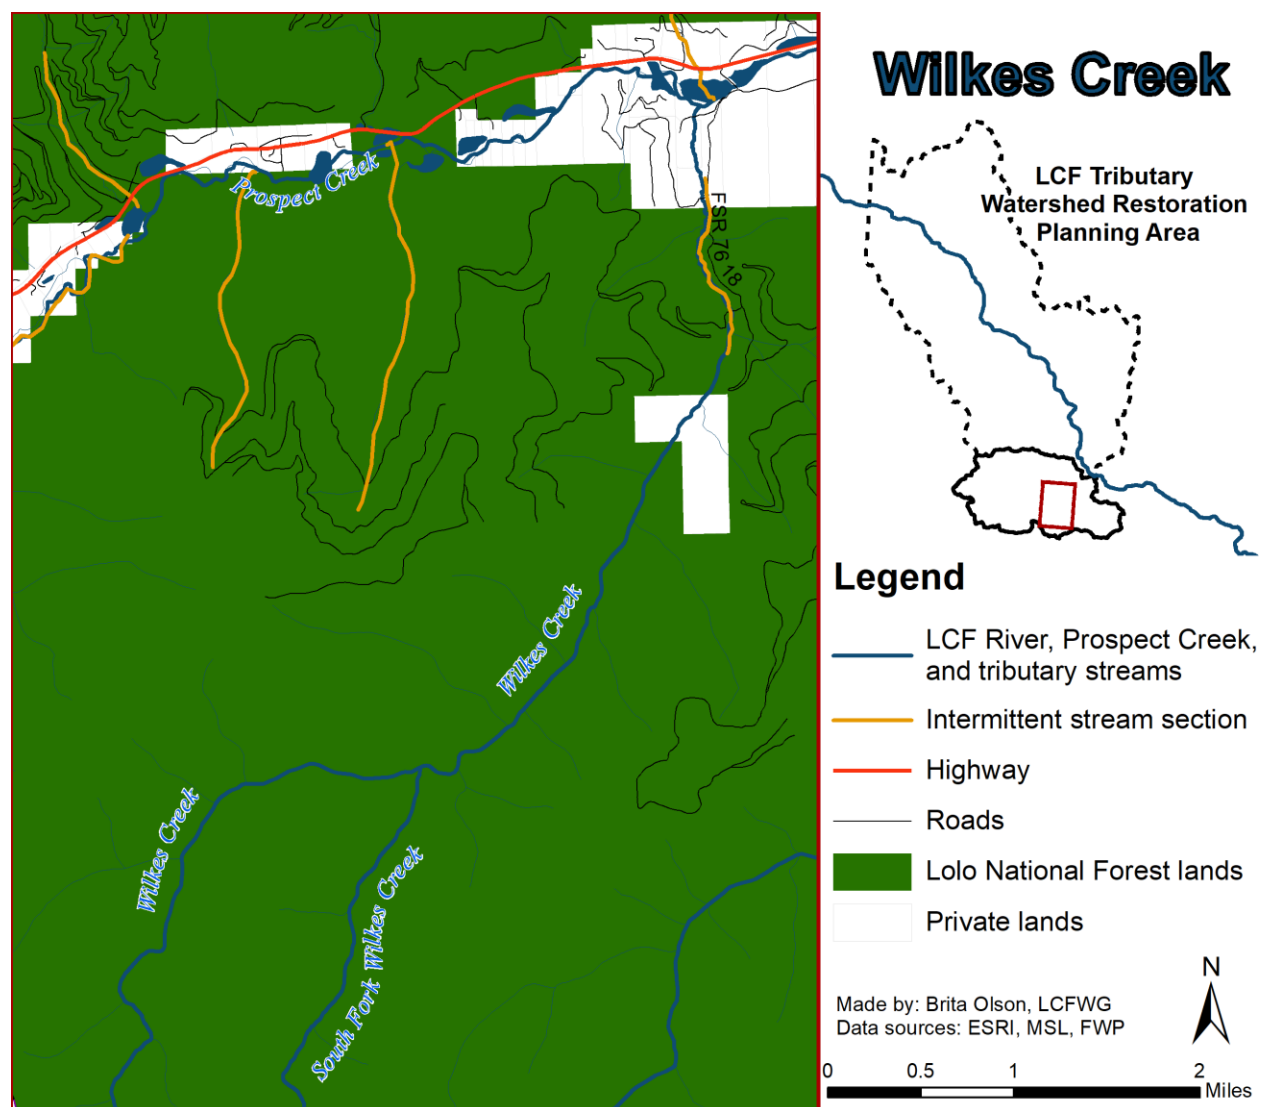 Wilkes Creek
LCF Tributary
Watershed Restoration
Planning Area
Prospect Creek
FSR 7618
Wilkes Creek
Wilkes Creek
South Fork Wilkes Creek
Legend
LCF River, Prospect Creek,
and tributary streams
Intermittent stream section
Highway
Roads
Lolo National Forest lands
Private lands
N
Made by: Brita Olson, LCFWG
Data sources: ESRI, MSL, FWP
0 0.5 1 2
Miles